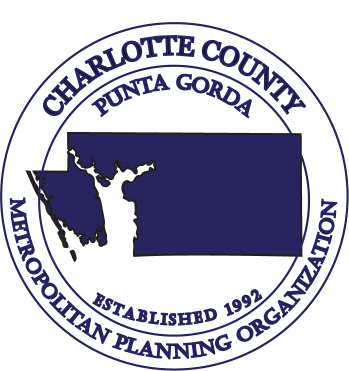 CHARLOTTE COUNTY
PUNTA GORDA
ESTABLISHED 1992
METROPOLITAN PLANNING ORGANIZATION